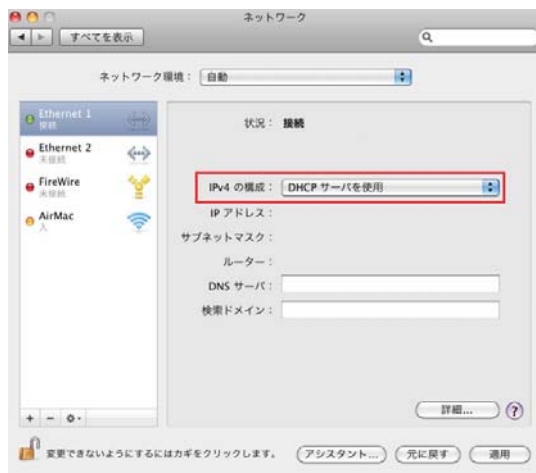 ネットワーク
すべてを表示
ネットワーク環境： 自動
Ethernet 1
接続
Ethernet 2
未接続
FireWire
未接続
AirMac
入
状況： 接続
IPv4 の構成： DHCP サーバを使用
IP アドレス：
サブネットマスク：
ルーター：
DNS サーバ：
検索ドメイン：
詳細... ?
変更できないようにするにはカギをクリックします。
アシスタント... 元に戻す 適用